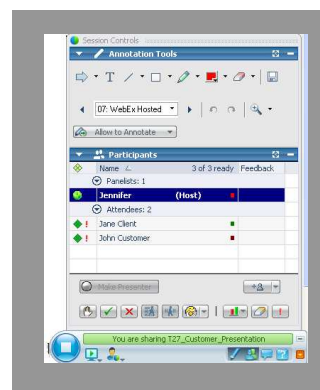 Session Controls
Annotation Tools
T
07: WebEx Hosted
Allow to Annotate
Participants
Name 3 of 3 ready Feedback
Panelists: 1
Jennifer (Host)
Attendees: 2
! Jane Client
! John Customer
Make Presenter
You are sharing T27_Customer_Presentation